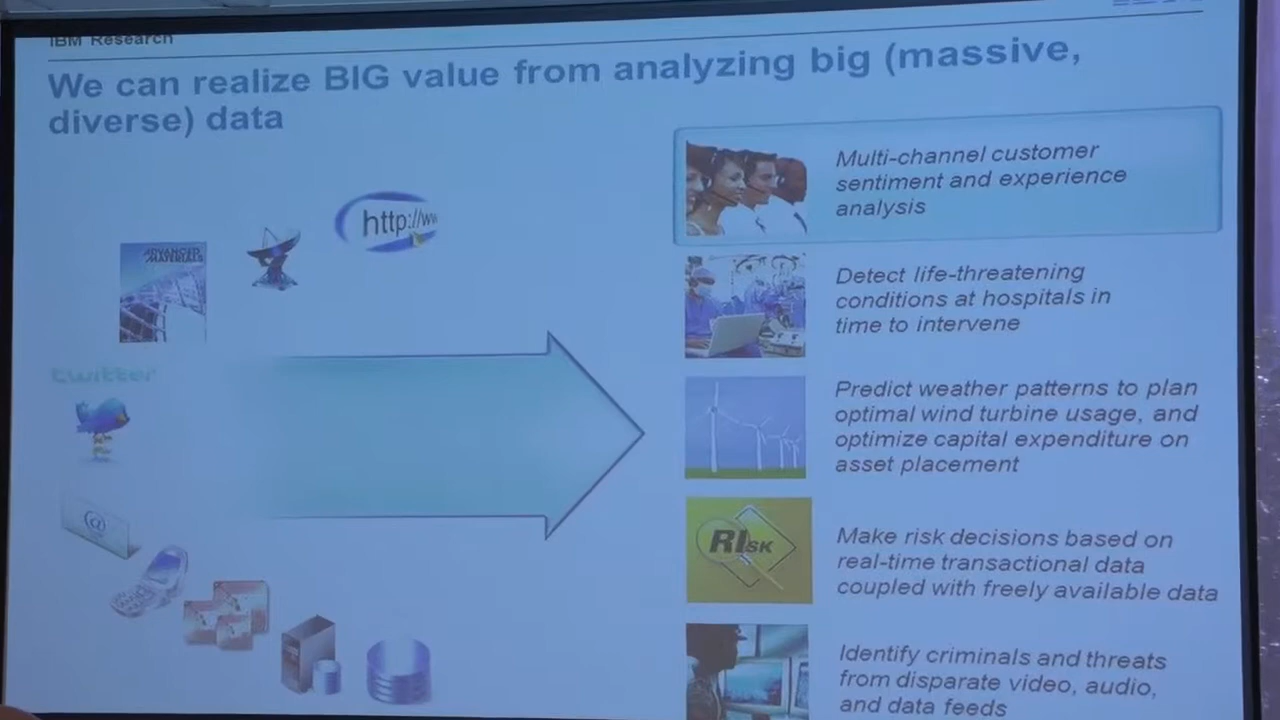 IBM Research
We can realize BIG value from analyzing big (massive,
diverse) data
http://ww
ADVANCED
MATERIALS
twitter
@
Multi-channel customer
sentiment and experience
analysis
Detect life-threatening
conditions at hospitals in
time to intervene
Predict weather patterns to plan
optimal wind turbine usage, and
optimize capital expenditure on
asset placement
RISK
Make risk decisions based on
real-time transactional data
coupled with freely available data
Identify criminals and threats
from disparate video, audio,
and data feeds